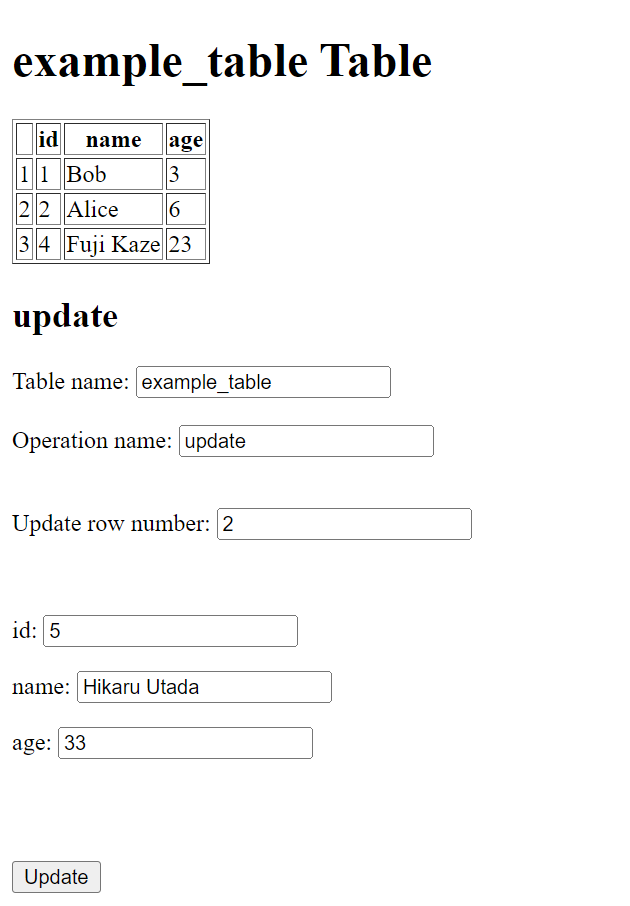 example_table Table
id name age
1 1 Bob 3
2 2 Alice 6
3 4 Fuji Kaze 23
update
Table name: example_table
Operation name: update
Update row number: 2
id: 5
name: Hikaru Utada
age: 33
Update